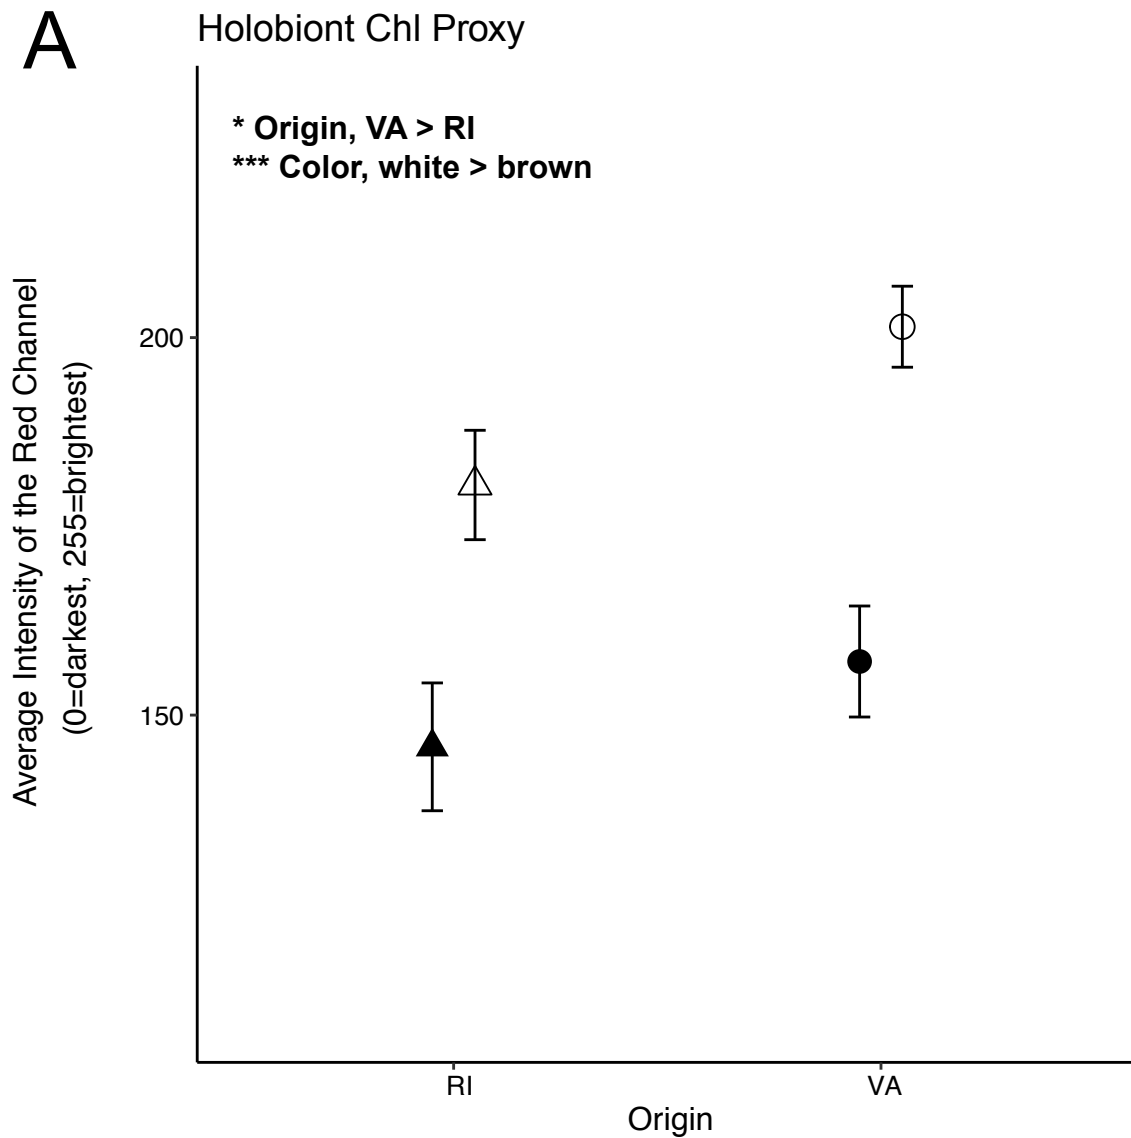 A
Holobiont Chl Proxy
* Origin, VA > RI
*** Color, white > brown
Average Intensity of the Red Channel
(0=darkest, 255=brightest)
200
150
RI
VA
Origin